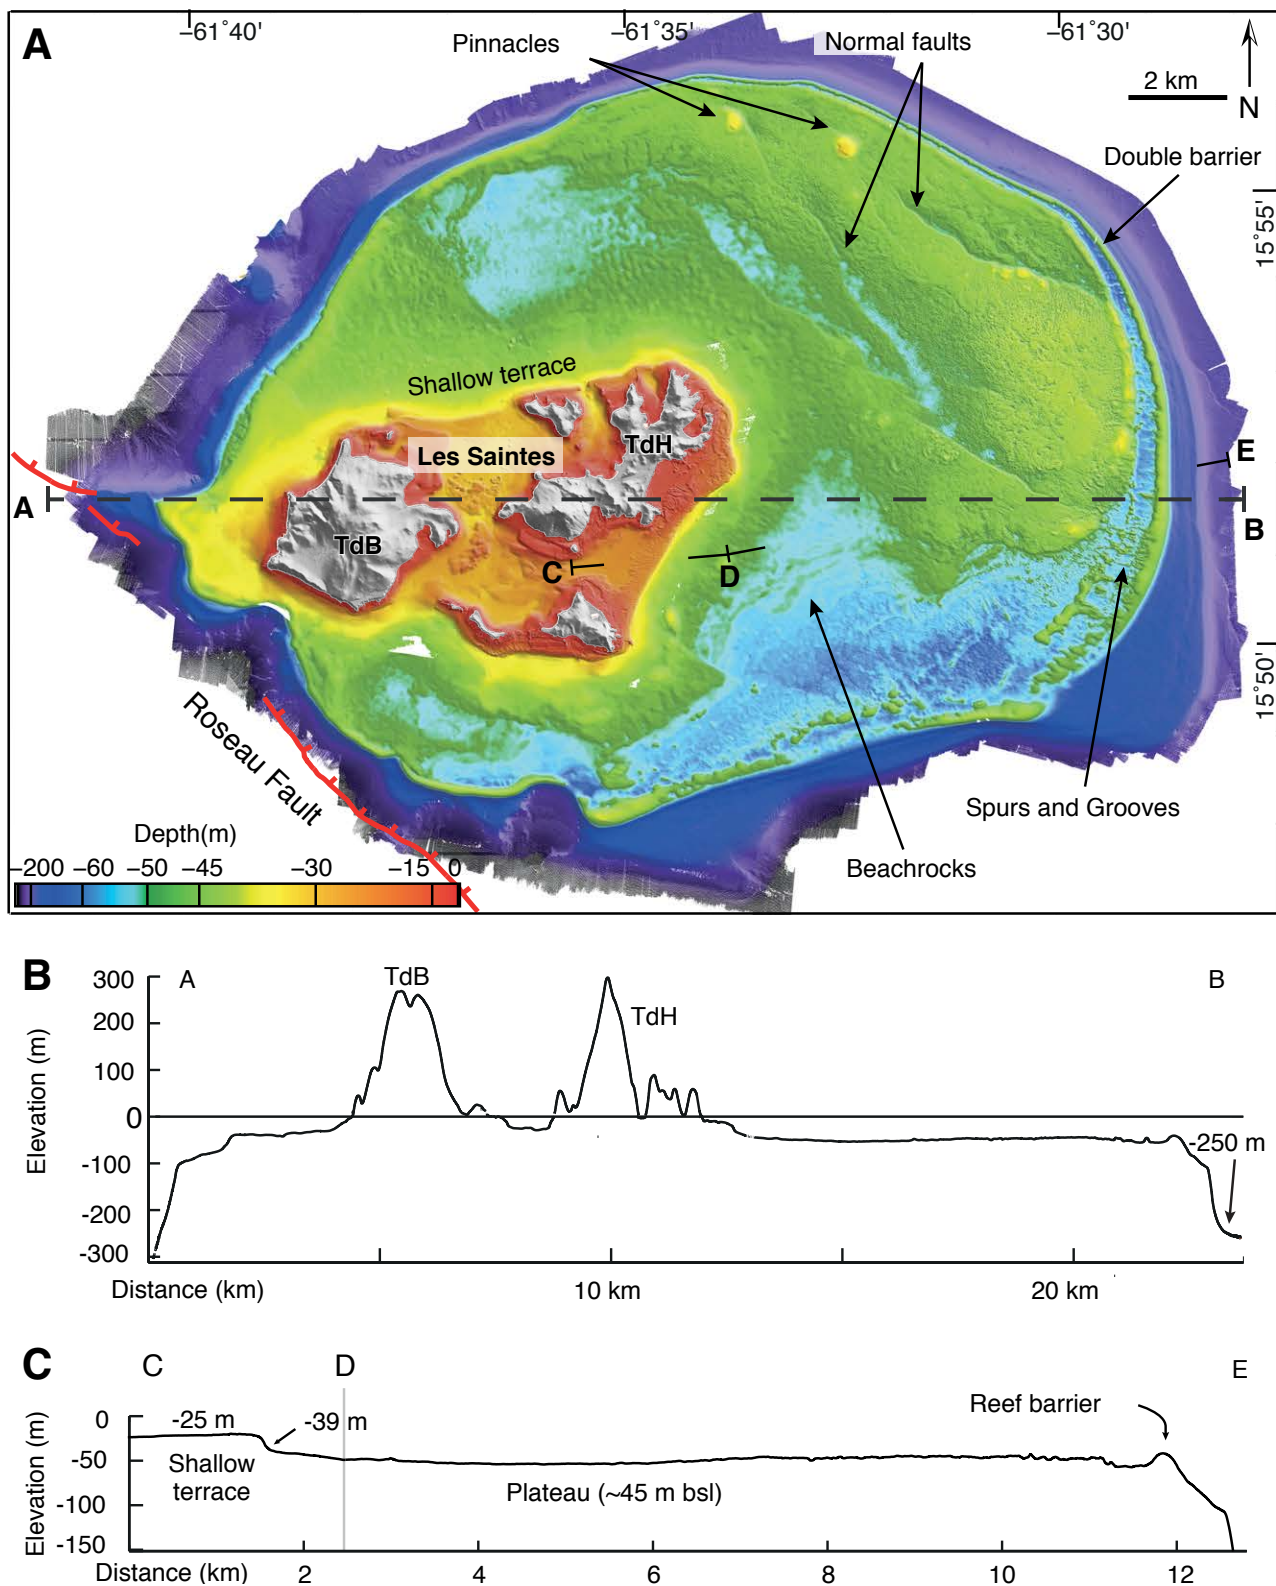 A
−61˚40'
−61˚35'
−61˚30'
Pinnacles
Normal faults
2 km
N
Double barrier
15˚55'
Shallow terrace
Les Saintes
TdH
TdB
A
B
C
D
E
15˚50'
Roseau Fault
Spurs and Grooves
Beachrocks
Depth(m)
−200 −60 −50 −45 −30 −15 0
B
A
B
TdB
TdH
Elevation (m)
300
200
100
0
-100
-200
-300
-250 m
Distance (km)
10 km
20 km
C
C
D
E
Elevation (m)
0
-50
-100
-150
-25 m
-39 m
Reef barrier
Shallow
terrace
Plateau (~45 m bsl)
Distance (km) 2 4 6 8 10 12